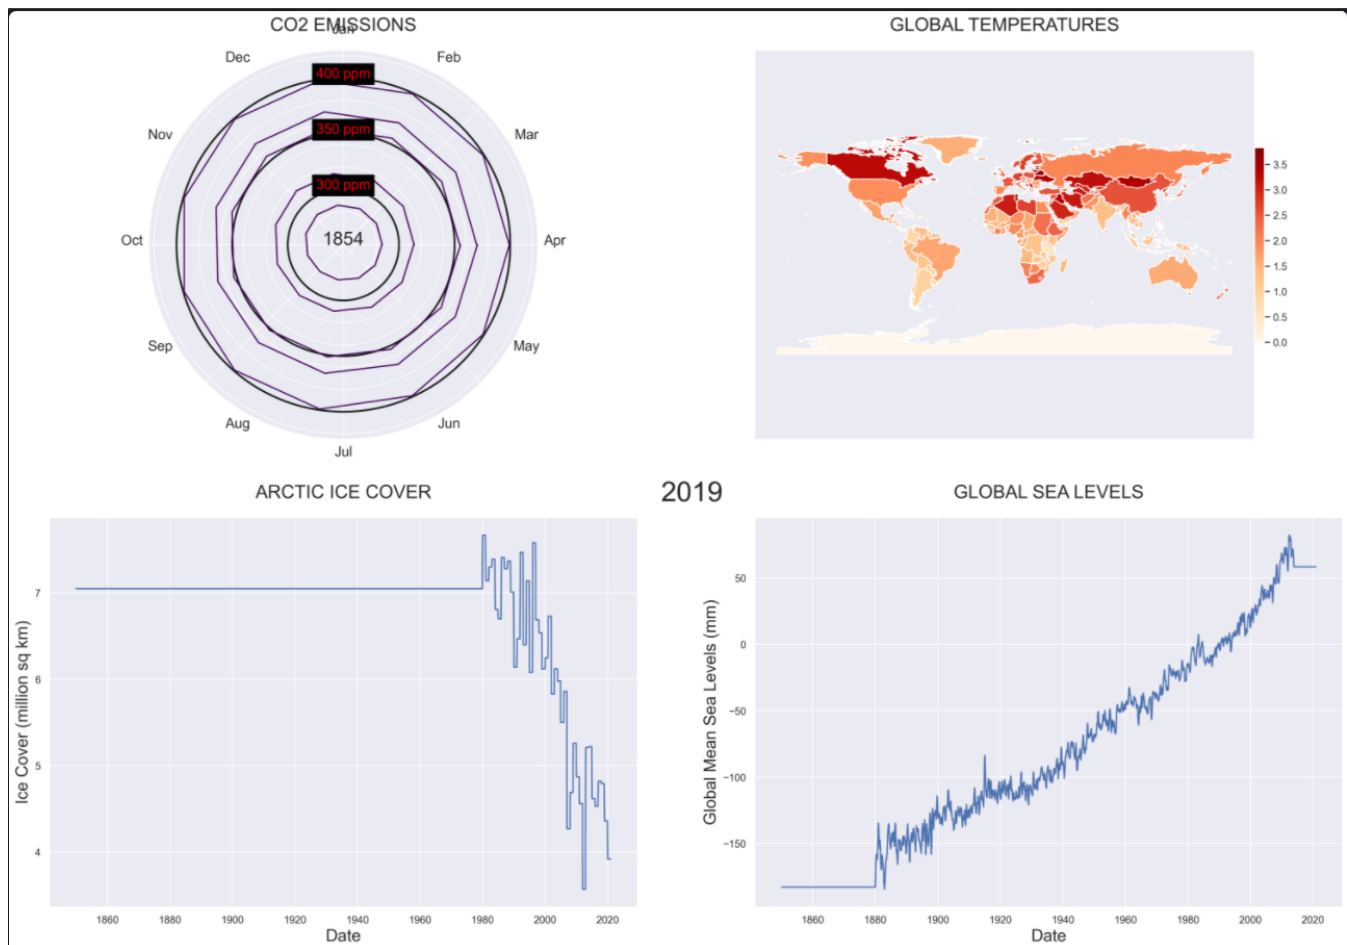 CO2 EMISSIONS
Jan
Dec
Feb
400 ppm
Nov
Mar
350 ppm
300 ppm
1854
Oct
Apr
Sep
May
Aug
Jun
Jul
GLOBAL TEMPERATURES
3.5
3.0
2.5
2.0
1.5
1.0
0.5
0.0
2019
ARCTIC ICE COVER
Ice Cover (million sq km)
7
6
5
4
1860 1880 1900 1920 1940 1960 1980 2000 2020
Date
GLOBAL SEA LEVELS
Global Mean Sea Levels (mm)
50
0
−50
−100
−150
1860 1880 1900 1920 1940 1960 1980 2000 2020
Date